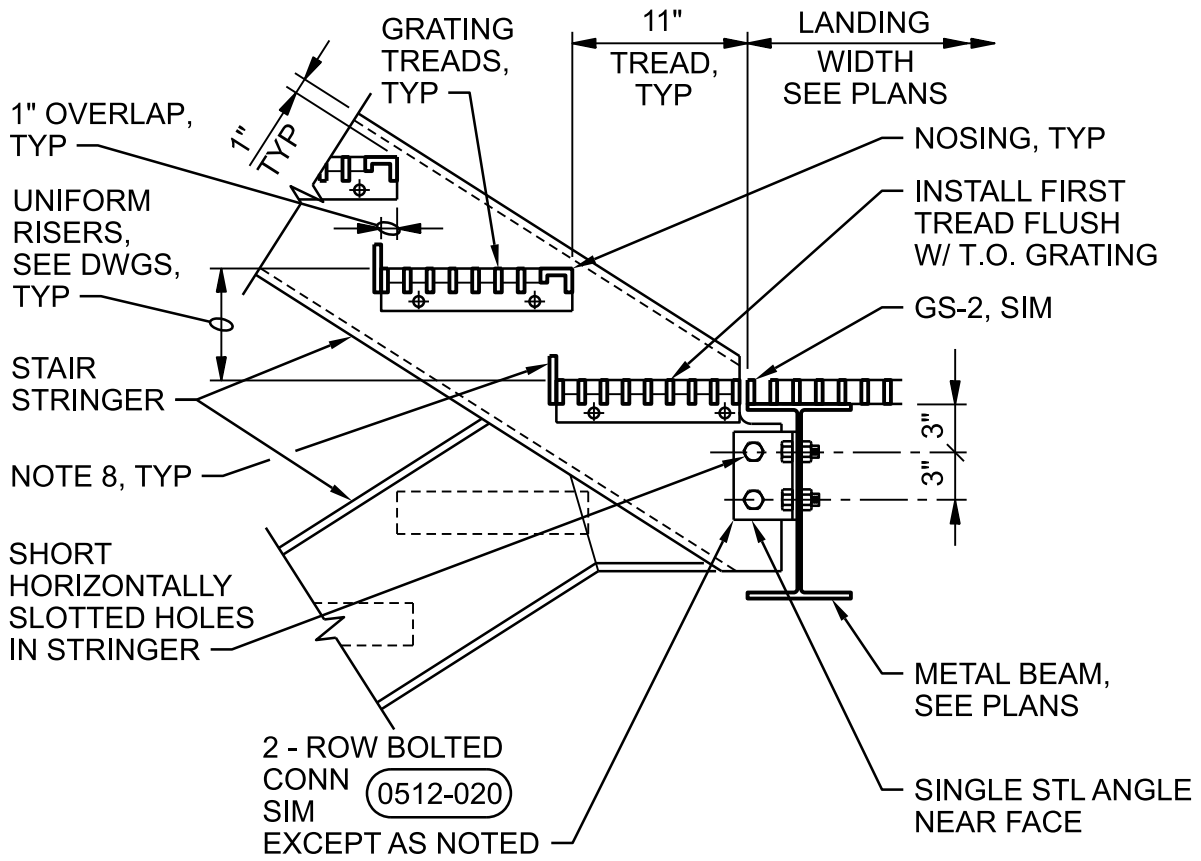 GRATING
TREADS,
TYP
11"
TREAD,
TYP
LANDING
WIDTH
SEE PLANS
1" OVERLAP,
TYP
1"
TYP
NOSING, TYP
UNIFORM
RISERS,
SEE DWGS,
TYP
INSTALL FIRST
TREAD FLUSH
W/ T.O. GRATING
GS-2, SIM
STAIR
STRINGER
3"
3"
NOTE 8, TYP
SHORT
HORIZONTALLY
SLOTTED HOLES
IN STRINGER
METAL BEAM,
SEE PLANS
2 - ROW BOLTED
CONN 0512-020
SIM
EXCEPT AS NOTED
SINGLE STL ANGLE
NEAR FACE